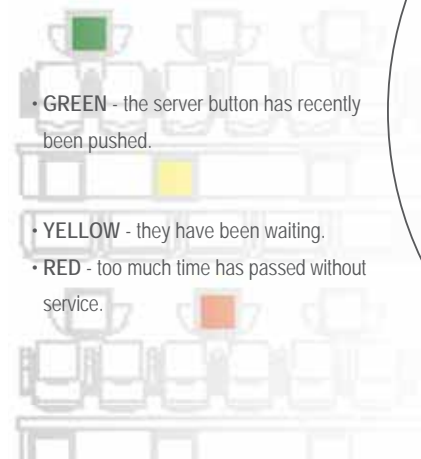 • GREEN - the server button has recently
been pushed.
• YELLOW - they have been waiting.
• RED - too much time has passed without
service.